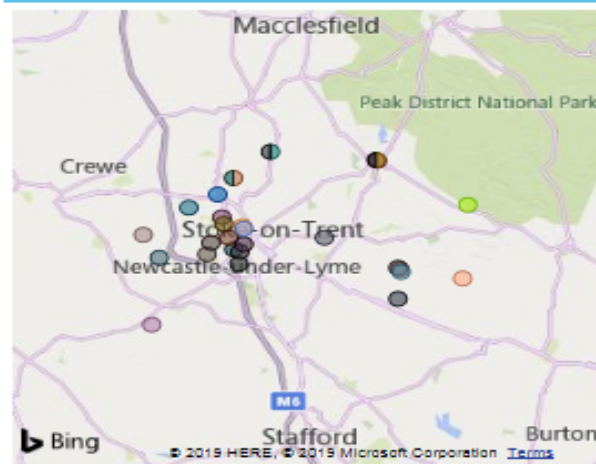 Macclesfield
Peak District National Park
Crewe
Stoke-on-Trent
Newcastle-Under-Lyme
M6
Stafford
Burton
Bing
© 2019 HERE, © 2019 Microsoft Corporation Terms